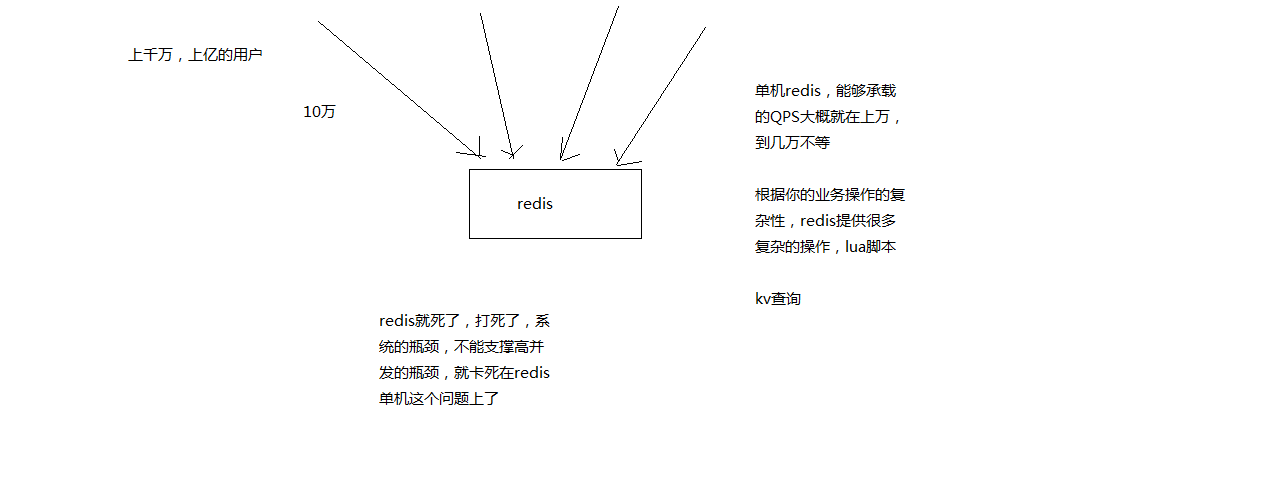 上千万，上亿的用户
10万
单机redis，能够承载
的QPS大概就在上万，
到几万不等
根据你的业务操作的复
杂性，redis提供很多
复杂的操作，lua脚本
kv查询
redis
redis就死了，打死了，系
统的瓶颈，不能支撑高并
发的瓶颈，就卡死在redis
单机这个问题上了